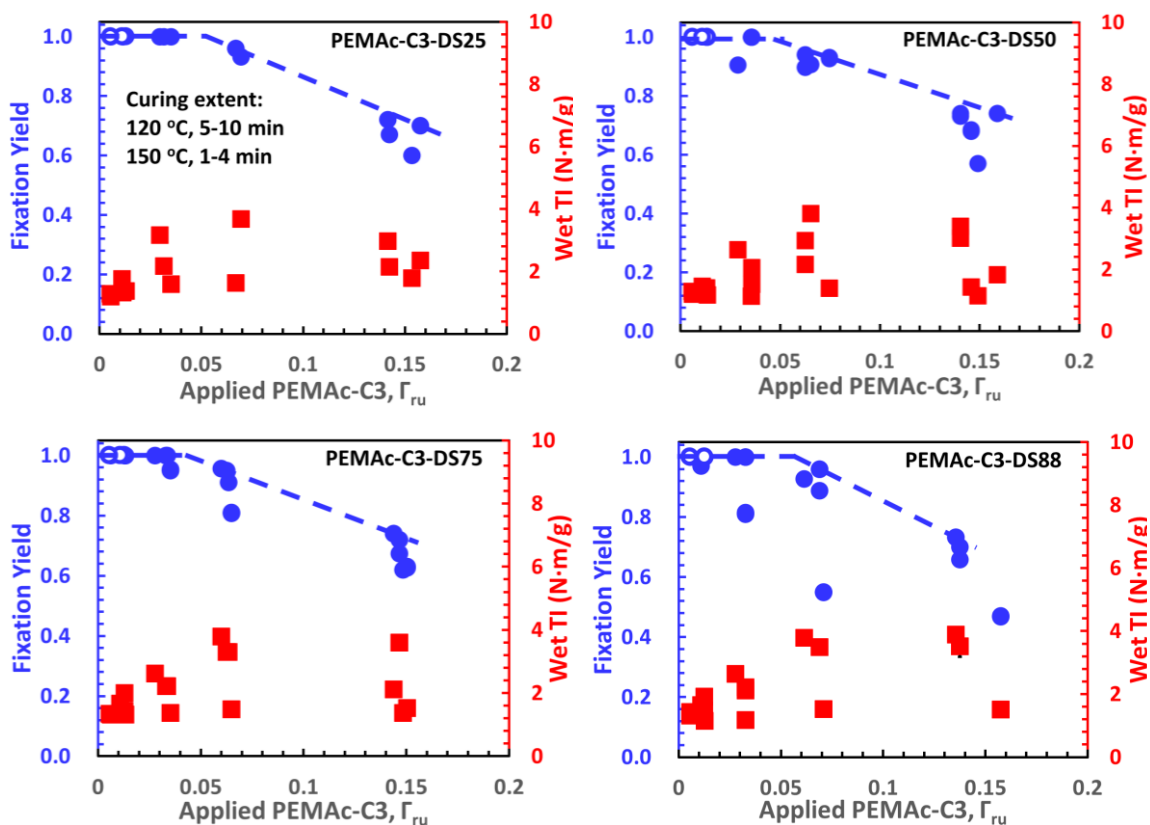 PEMAc-C3-DS25
Curing extent:
120 °C, 5-10 min
150 °C, 1-4 min
Fixation Yield
1.0
0.8
0.6
0.4
0.2
0.0
Wet TI (N·m/g)
10
8
6
4
2
0
0 0.05 0.1 0.15 0.2
Applied PEMAc-C3, Γru
PEMAc-C3-DS50
Fixation Yield
1.0
0.8
0.6
0.4
0.2
0.0
Wet TI (N·m/g)
10
8
6
4
2
0
0 0.05 0.1 0.15 0.2
Applied PEMAc-C3, Γru
PEMAc-C3-DS75
Fixation Yield
1.0
0.8
0.6
0.4
0.2
0.0
Wet TI (N·m/g)
10
8
6
4
2
0
0 0.05 0.1 0.15 0.2
Applied PEMAc-C3, Γru
PEMAc-C3-DS88
Fixation Yield
1.0
0.8
0.6
0.4
0.2
0.0
Wet TI (N·m/g)
10
8
6
4
2
0
0 0.05 0.1 0.15 0.2
Applied PEMAc-C3, Γru